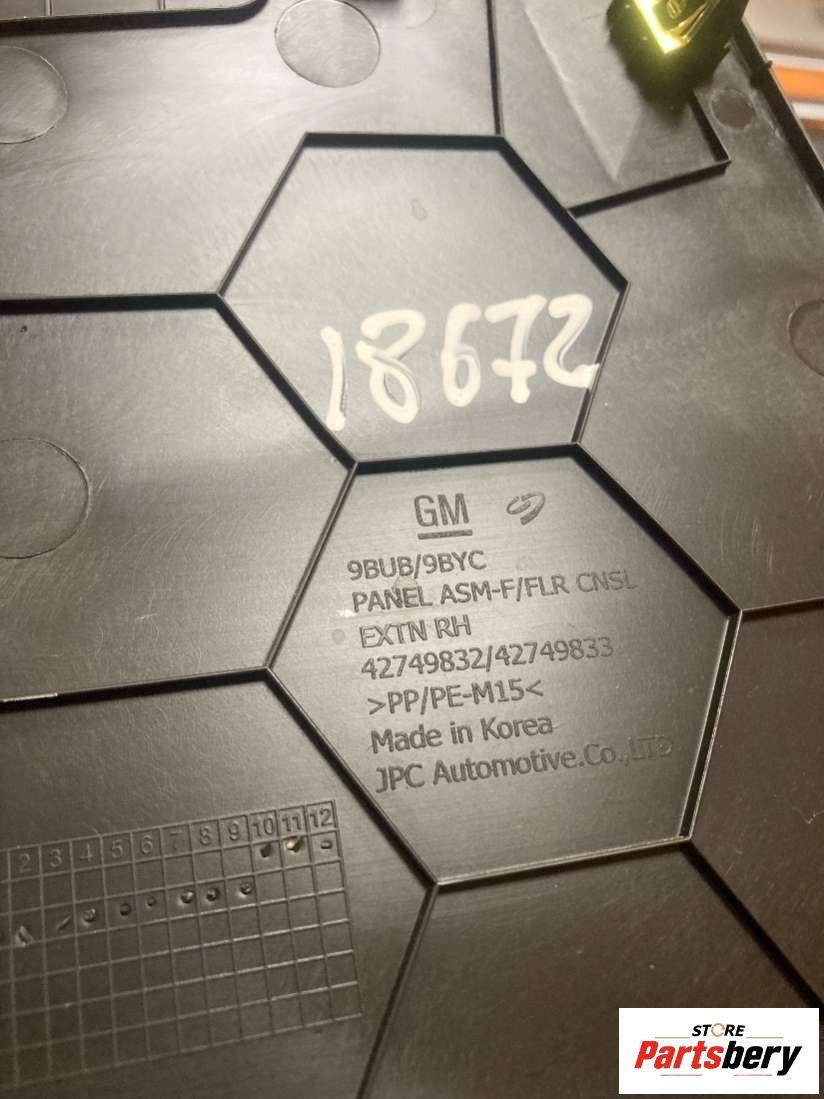 18672
GM
9BUB/9BYC
PANEL ASM-F/FLR CNSL
EXTN RH
42749832/42749833
>PP/PE-M15<
Made in Korea
JPC Automotive.Co.,LTD
2 3 4 5 6 7 8 9 10 11 12
STORE
Partsbery